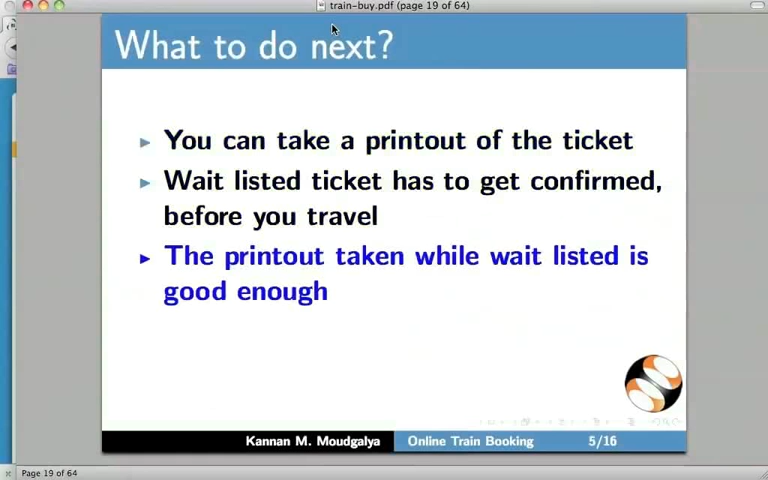 train-buy.pdf (page 19 of 64)
What to do next?
You can take a printout of the ticket
Wait listed ticket has to get confirmed,
before you travel
The printout taken while wait listed is
good enough
Kannan M. Moudgalya Online Train Booking 5/16
Page 19 of 64